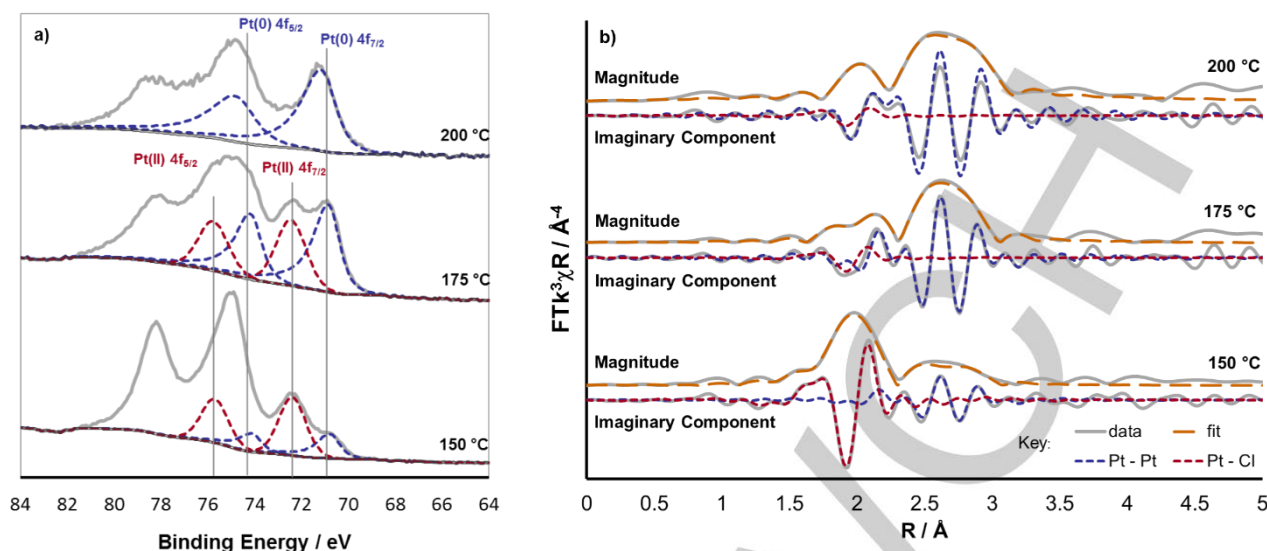 a)
Pt(0) 4f5/2
Pt(0) 4f7/2
200 °C
Pt(II) 4f5/2
Pt(II) 4f7/2
175 °C
150 °C
84 82 80 78 76 74 72 70 68 66 64
Binding Energy / eV
b)
FTk³χR / Å⁻⁴
Magnitude
200 °C
Imaginary Component
Magnitude
175 °C
Imaginary Component
Magnitude
150 °C
Imaginary Component
Key:
data
fit
Pt - Pt
Pt - Cl
0 0.5 1 1.5 2 2.5 3 3.5 4 4.5 5
R / Å